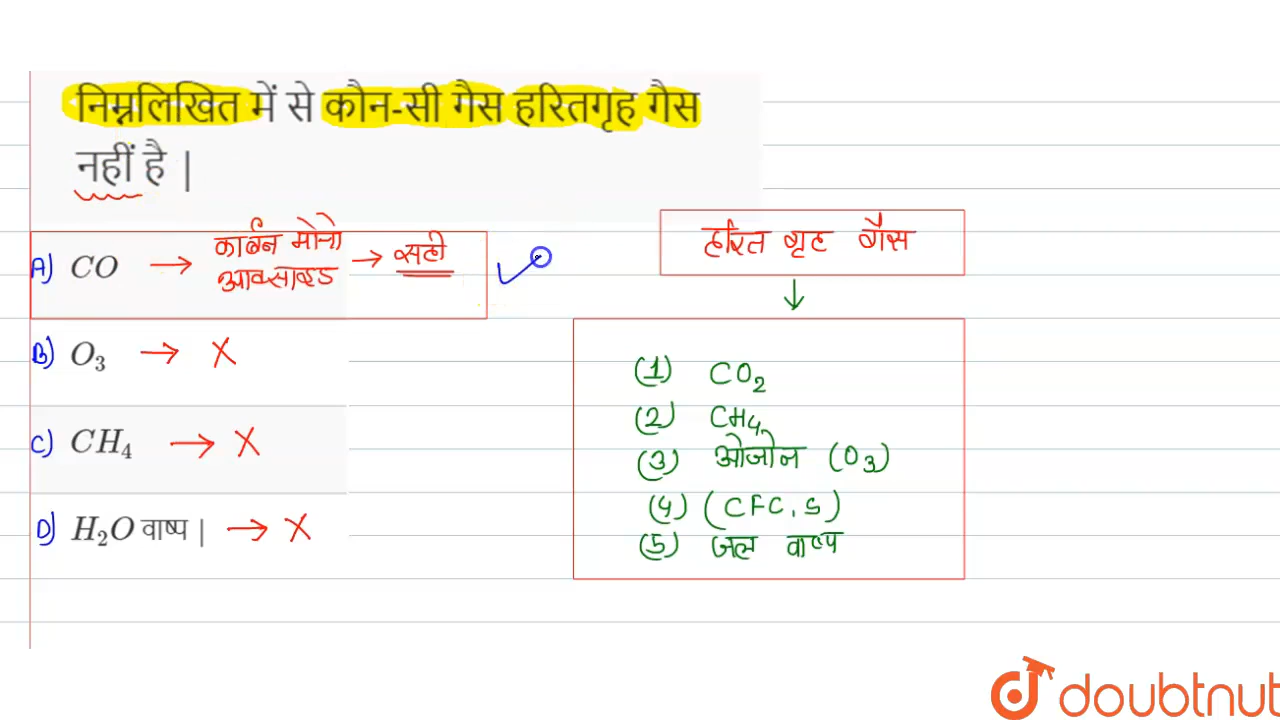 निम्नलिखित में से कौन-सी गैस हरितगृह गैस
नहीं है |
A) CO → कार्बन मोनो आक्साइड → सही
B) O₃ → X
C) CH₄ → X
D) H₂O वाष्प | → X
हरित गृह गैस
↓
(1) CO₂
(2) CH₄
(3) ओजोन (O₃)
(4) (CFC,S)
(5) जल वाष्प
doubtnut